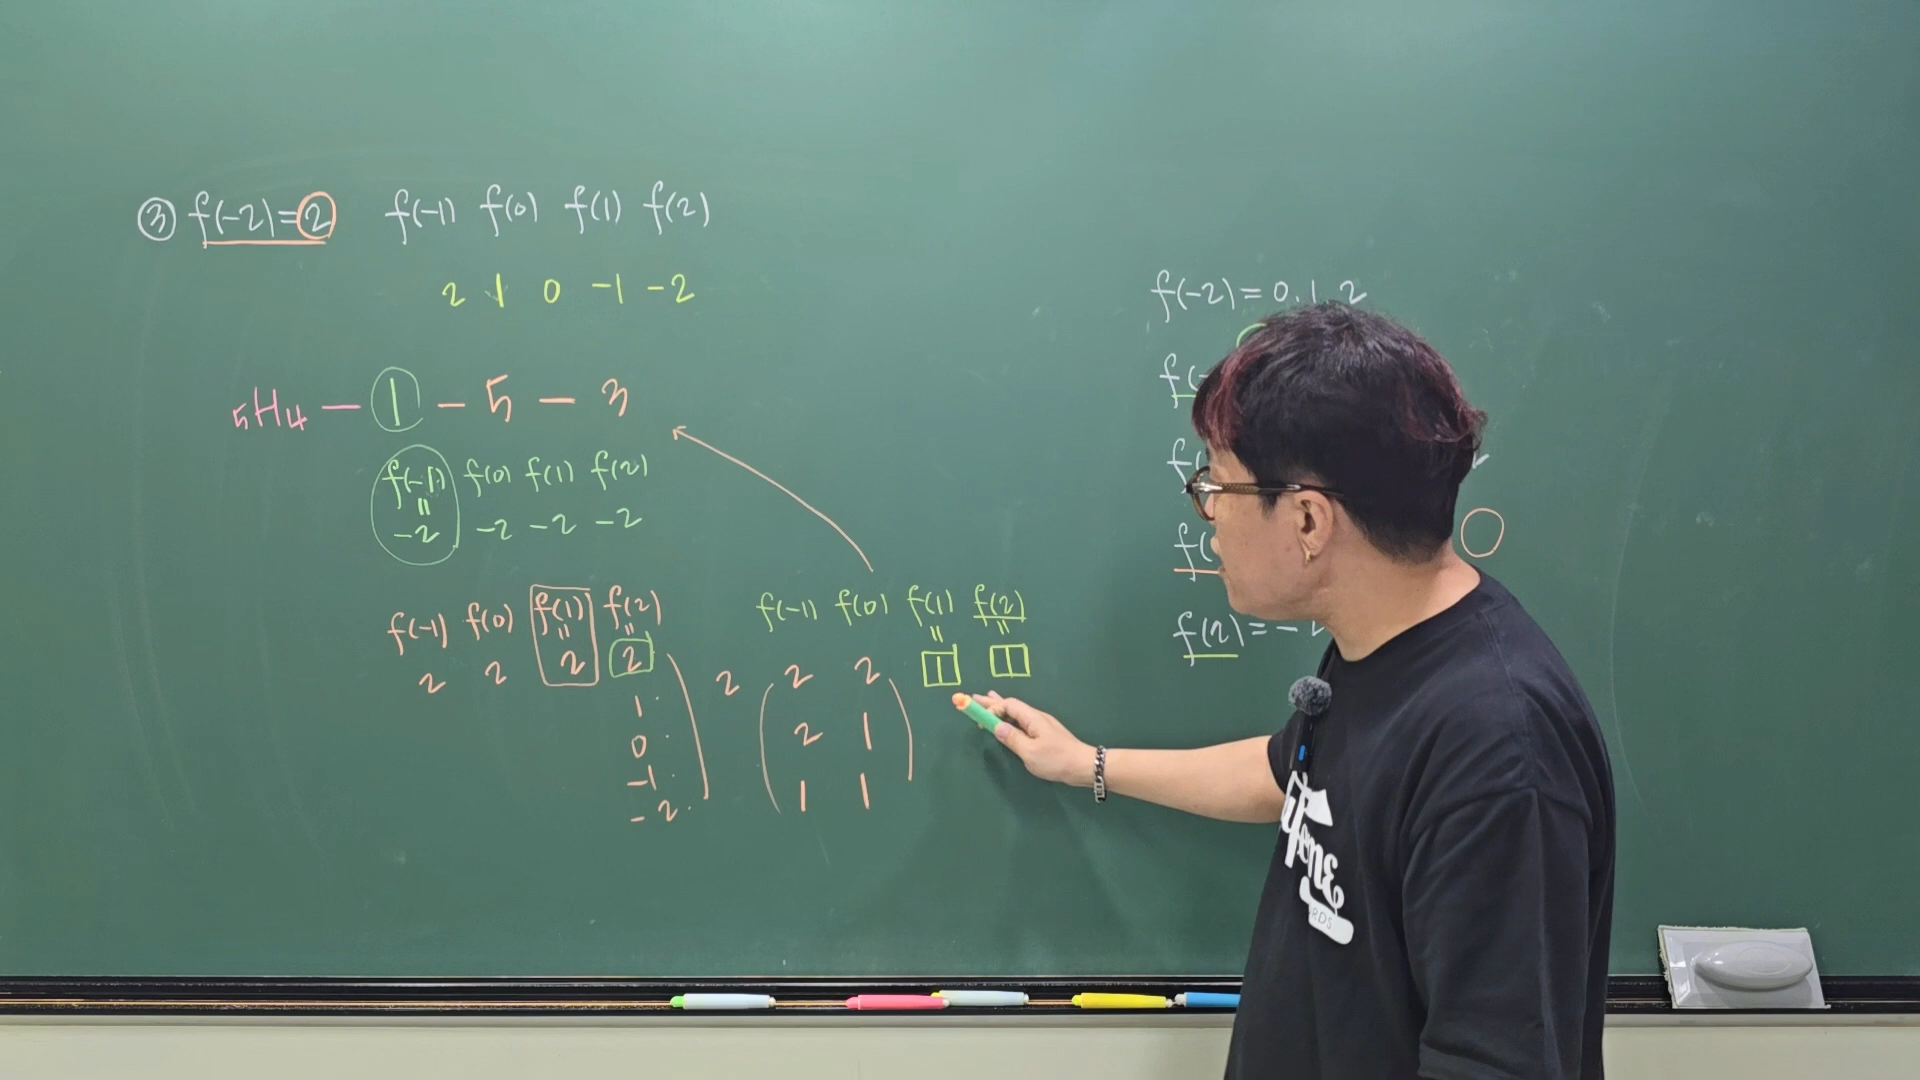 ③ f(-2)=2 f(-1) f(0) f(1) f(2)
2 1 0 -1 -2
₅H₄ - 1 - 5 - 3
f(-1) f(0) f(1) f(2)
= -2 -2 -2 -2
f(-1) f(0) f(1) f(2)
= =
2 2 2 2
1
0
-1
-2
f(-1) f(0) f(1) f(2)
= =
2 2 2 1 1
2 1
1 1
f(-2)=0, 1, 2
f(-
f(
f(
f(2)=-